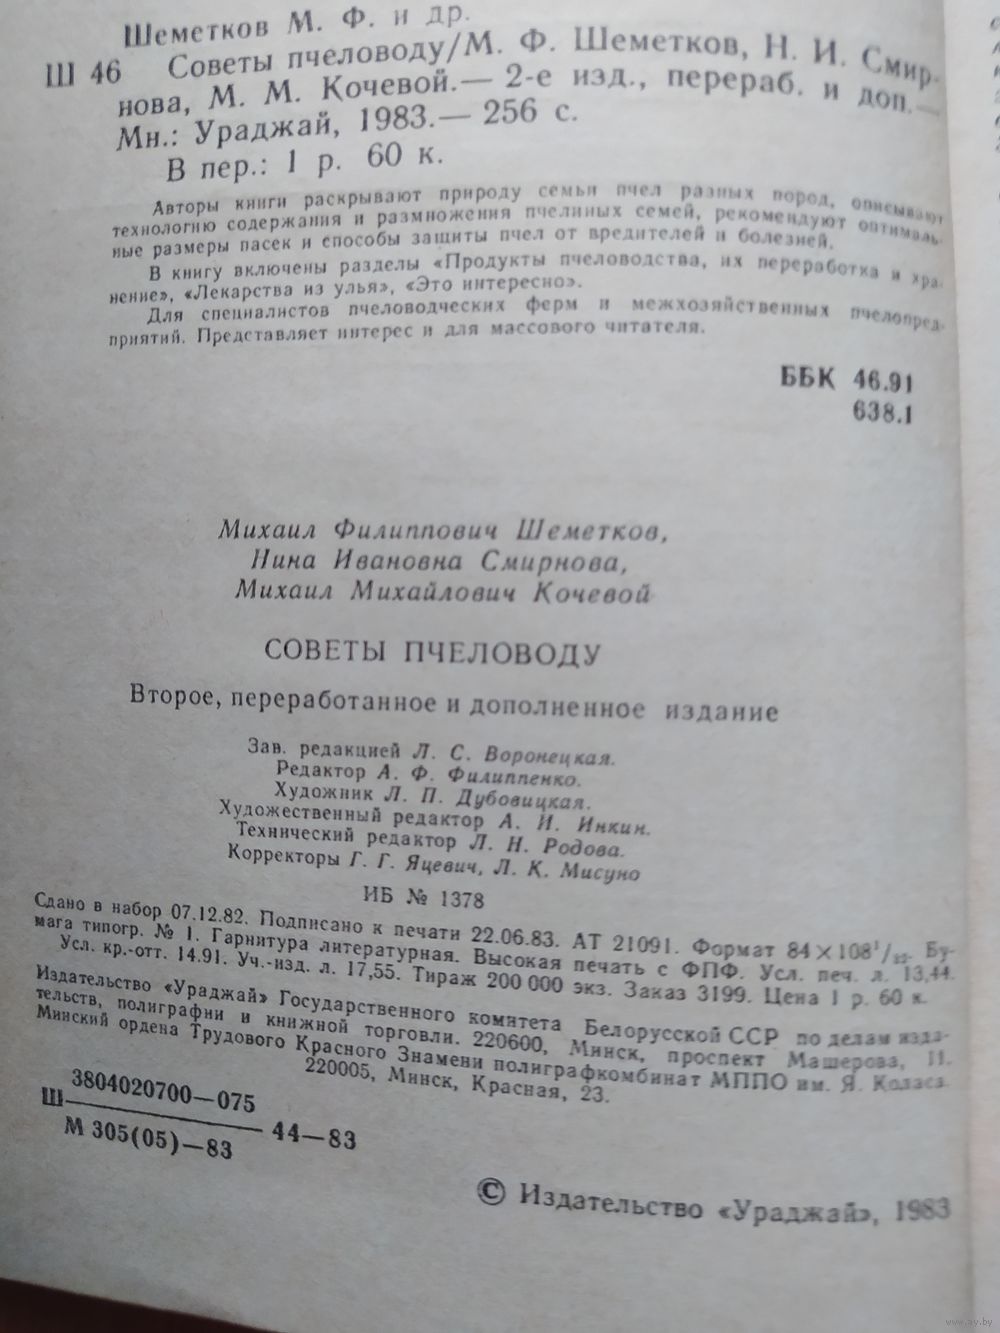 Шеметков М. Ф. и др.
Ш 46 Советы пчеловоду/М. Ф. Шеметков, Н. И. Смир-
нова, М. М. Кочевой.— 2-е изд., перераб. и доп.—
Мн.: Ураджай, 1983.— 256 с.
В пер.: 1 р. 60 к.
Авторы книги раскрывают природу семьи пчел разных пород, описывают
технологию содержания и размножения пчелиных семей, рекомендуют оптималь-
ные размеры пасек и способы защиты пчел от вредителей и болезней.
В книгу включены разделы «Продукты пчеловодства, их переработка и хра-
нение», «Лекарства из улья», «Это интересно».
Для специалистов пчеловодческих ферм и межхозяйственных пчелопред-
приятий. Представляет интерес и для массового читателя.
ББК 46.91
638.1
Михаил Филиппович Шеметков,
Нина Ивановна Смирнова,
Михаил Михайлович Кочевой
СОВЕТЫ ПЧЕЛОВОДУ
Второе, переработанное и дополненное издание
Зав. редакцией Л. С. Воронецкая.
Редактор А. Ф. Филиппенко.
Художник Л. П. Дубовицкая.
Художественный редактор А. И. Инкин.
Технический редактор Л. Н. Родова.
Корректоры Г. Г. Яцевич, Л. К. Мисуно
ИБ № 1378
Сдано в набор 07.12.82. Подписано к печати 22.06.83. АТ 21091. Формат 84×108¹/₃₂. Бу-
мага типогр. № 1. Гарнитура литературная. Высокая печать с ФПФ. Усл. печ. л. 13,44.
Усл. кр.-отт. 14.91. Уч.-изд. л. 17,55. Тираж 200 000 экз. Заказ 3199. Цена 1 р. 60 к.
Издательство «Ураджай» Государственного комитета Белорусской ССР по делам изда-
тельств, полиграфии и книжной торговли. 220600, Минск, проспект Машерова, 11.
Минский ордена Трудового Красного Знамени полиграфкомбинат МППО им. Я. Коласа.
220005, Минск, Красная, 23.
3804020700—075
Ш— 44—83
М 305(05)—83
© Издательство «Ураджай», 1983
www.ay.by